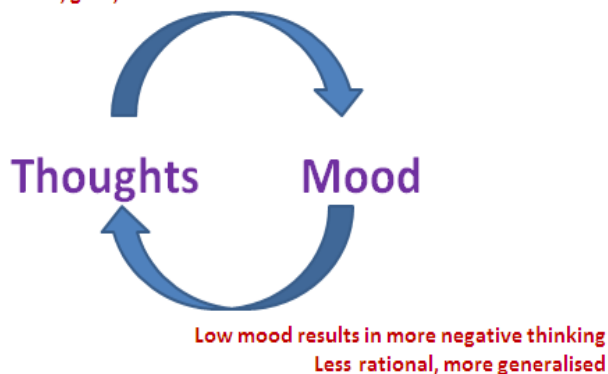 Thoughts
Mood
Low mood results in more negative thinking
Less rational, more generalised